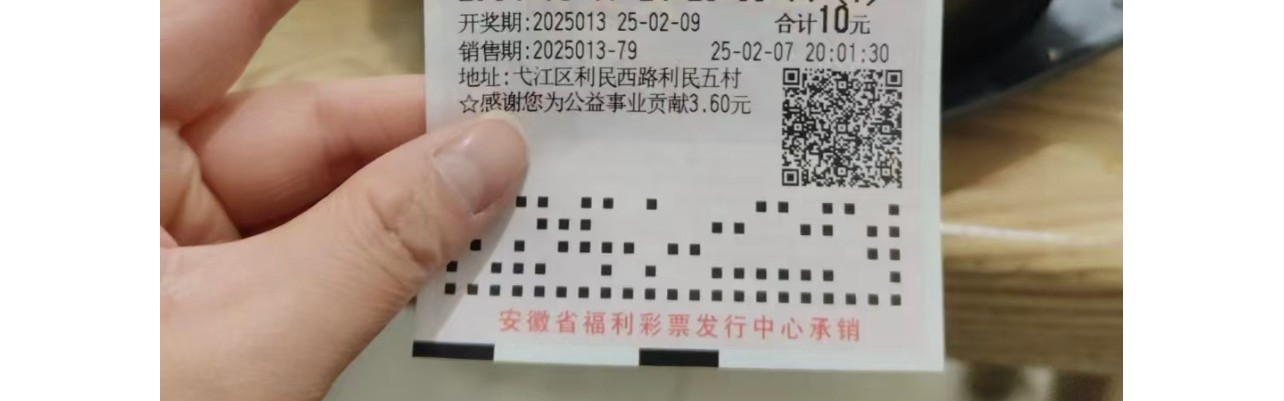 开奖期:2025013 25-02-09 合计10元
销售期:2025013-79 25-02-07 20:01:30
地址:弋江区利民西路利民五村
☆感谢您为公益事业贡献3.60元
安徽省福利彩票发行中心承销